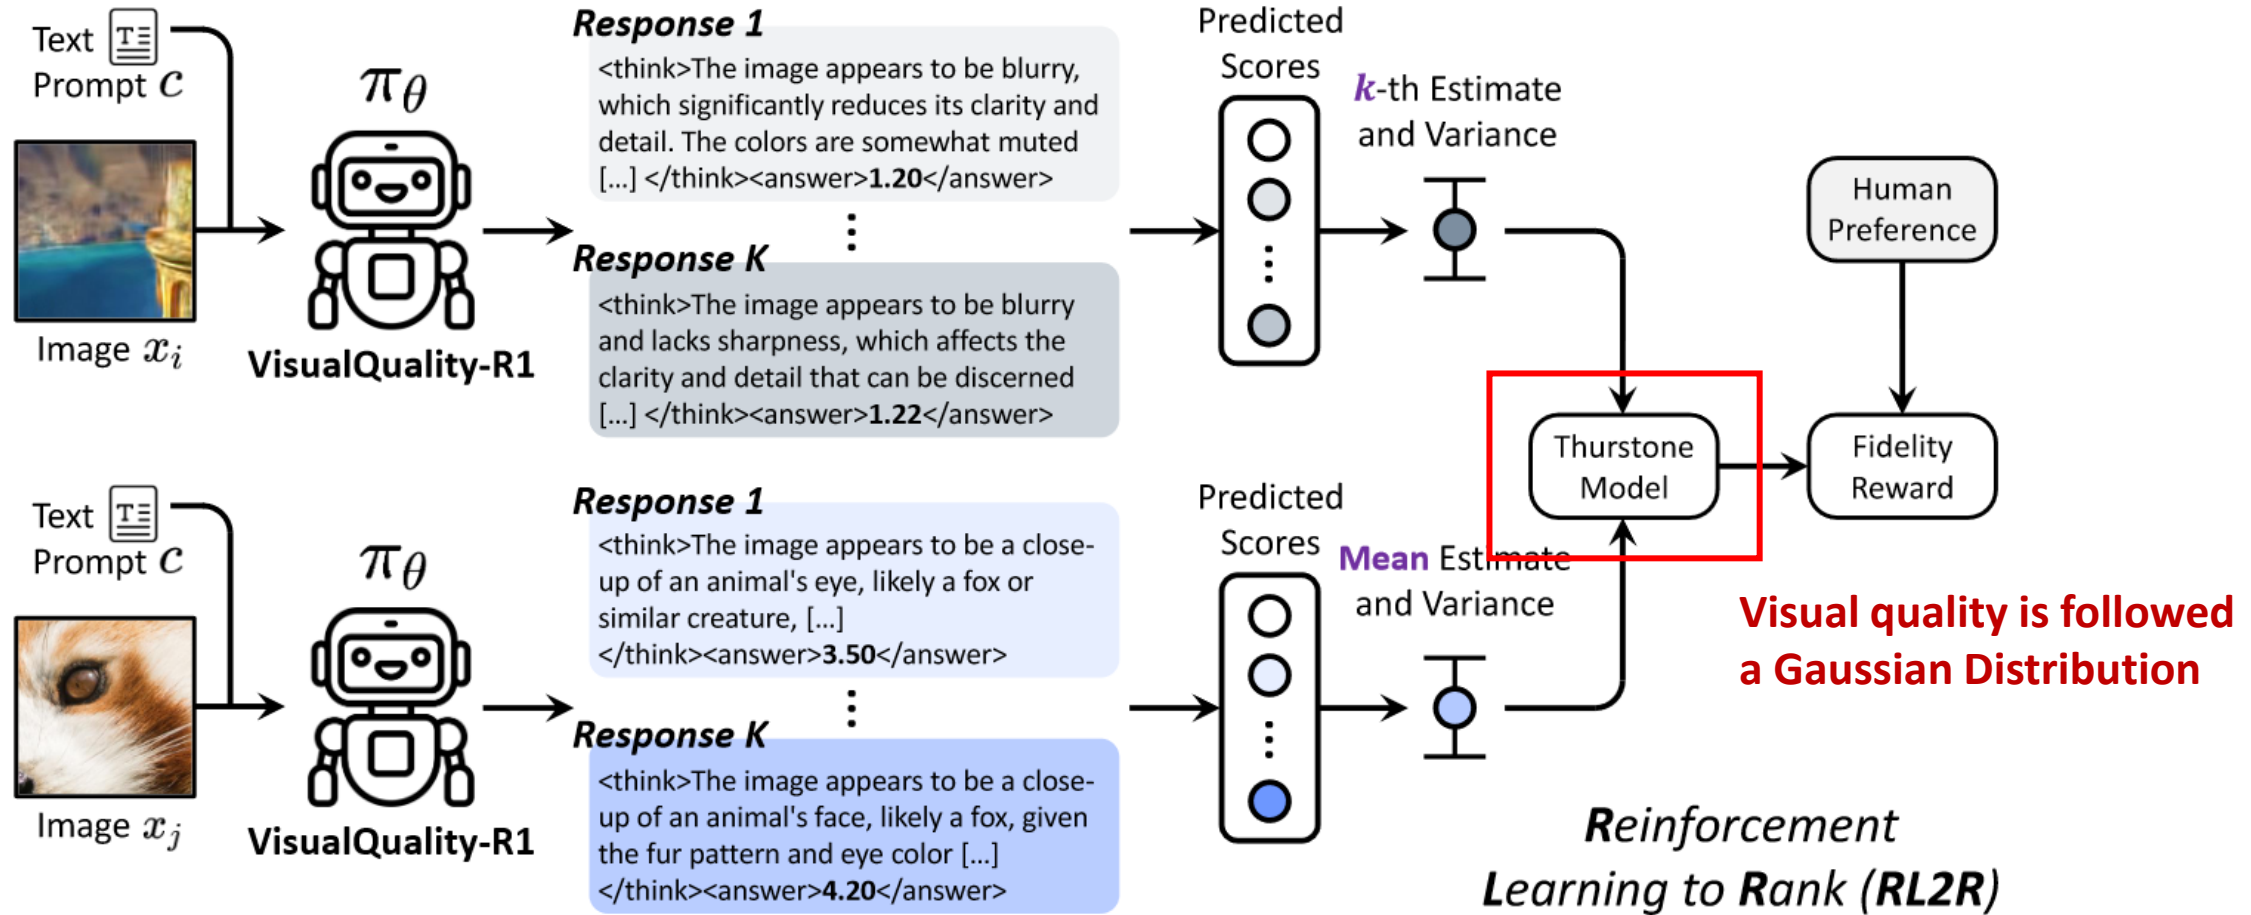 Text
Prompt c
Image x_i
π_θ
VisualQuality-R1
Response 1
<think>The image appears to be blurry,
which significantly reduces its clarity and
detail. The colors are somewhat muted
[...] </think><answer>1.20</answer>
Response K
<think>The image appears to be blurry
and lacks sharpness, which affects the
clarity and detail that can be discerned
[...] </think><answer>1.22</answer>
Predicted
Scores
k-th Estimate
and Variance
Human
Preference
Thurstone
Model
Fidelity
Reward
Text
Prompt c
Image x_j
π_θ
VisualQuality-R1
Response 1
<think>The image appears to be a close-
up of an animal's eye, likely a fox or
similar creature, [...]
</think><answer>3.50</answer>
Response K
<think>The image appears to be a close-
up of an animal's face, likely a fox, given
the fur pattern and eye color [...]
</think><answer>4.20</answer>
Predicted
Scores
Mean Estimate
and Variance
Visual quality is followed
a Gaussian Distribution
Reinforcement
Learning to Rank (RL2R)